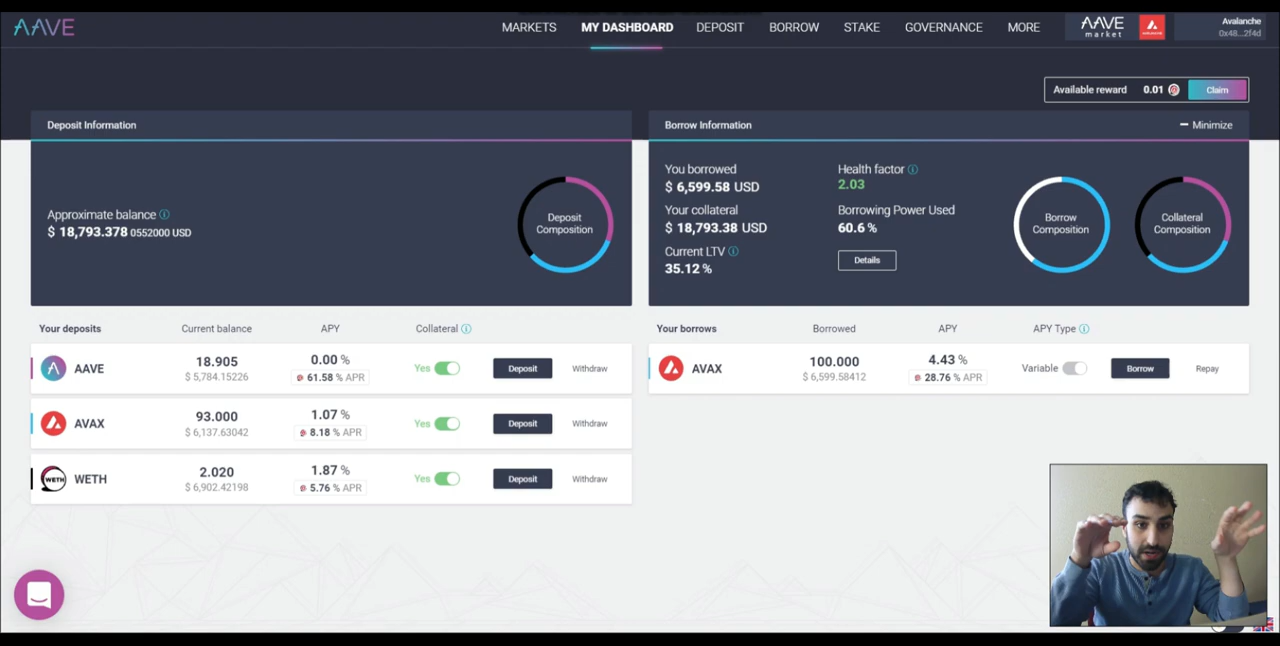 AAVE
MARKETS MY DASHBOARD DEPOSIT BORROW STAKE GOVERNANCE MORE
AAVE
market
Avalanche
0x48...2f4d
Available reward 0.01 Claim
Deposit Information
Approximate balance
$ 18,793.378 0552000 USD
Deposit
Composition
Borrow Information
Minimize
You borrowed
$ 6,599.58 USD
Your collateral
$ 18,793.38 USD
Current LTV
35.12 %
Health factor
2.03
Borrowing Power Used
60.6 %
Details
Borrow
Composition
Collateral
Composition
Your deposits Current balance APY Collateral
AAVE 18.905 0.00 % Yes Deposit Withdraw
$ 5,784.15226 61.58 % APR
AVAX 93.000 1.07 % Yes Deposit Withdraw
$ 6,137.63042 8.18 % APR
WETH WETH 2.020 1.87 % Yes Deposit Withdraw
$ 6,902.42198 5.76 % APR
Your borrows Borrowed APY APY Type
AVAX 100.000 4.43 % Variable Borrow Repay
$ 6,599.58412 28.76 % APR